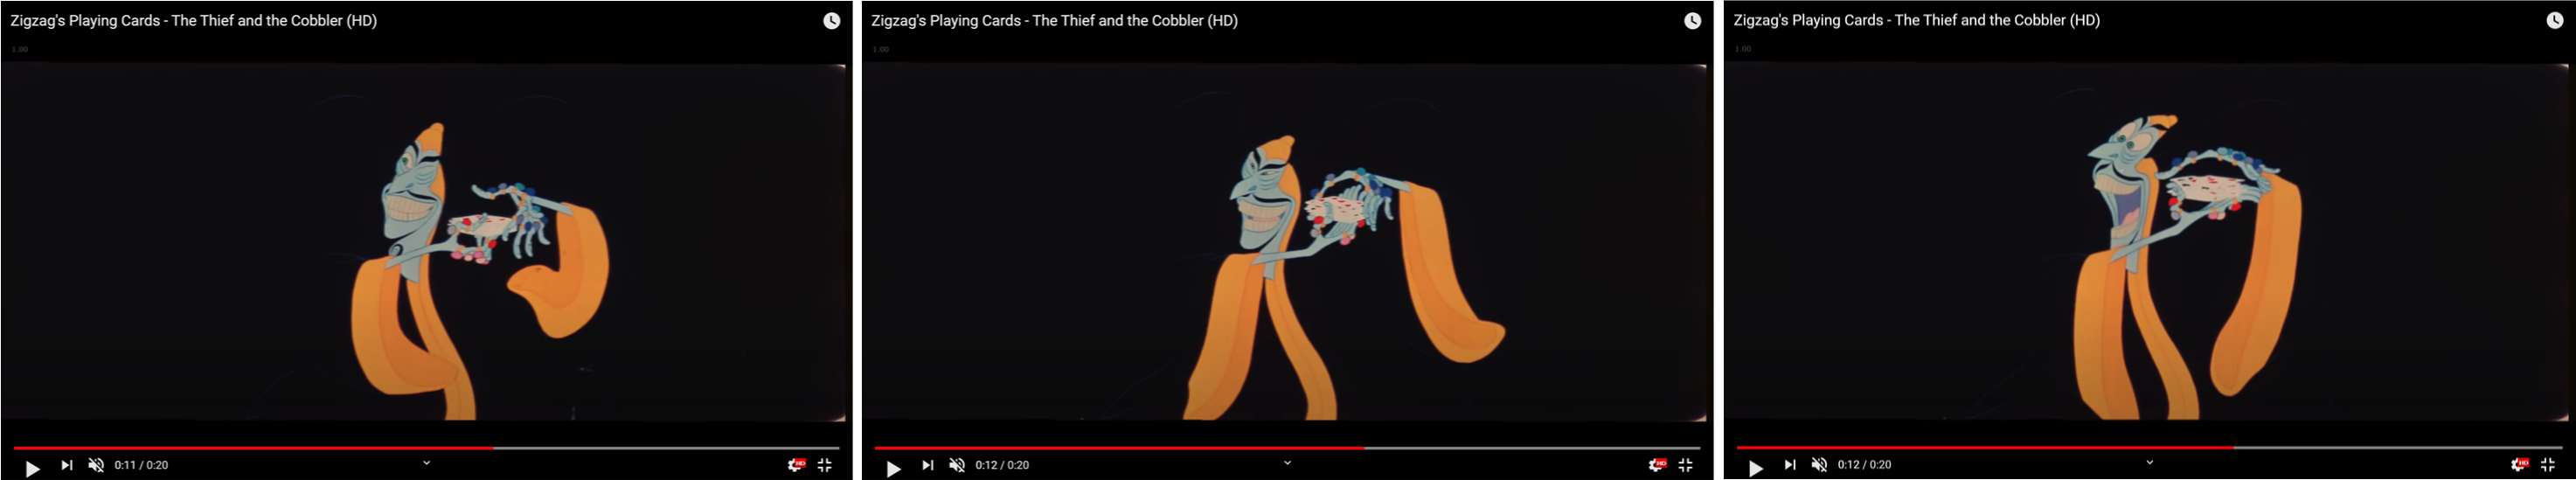 Zigzag's Playing Cards - The Thief and the Cobbler (HD)
1.00
HD
0:11 / 0:20
Zigzag's Playing Cards - The Thief and the Cobbler (HD)
1.00
HD
0:12 / 0:20
Zigzag's Playing Cards - The Thief and the Cobbler (HD)
1.00
HD
0:12 / 0:20